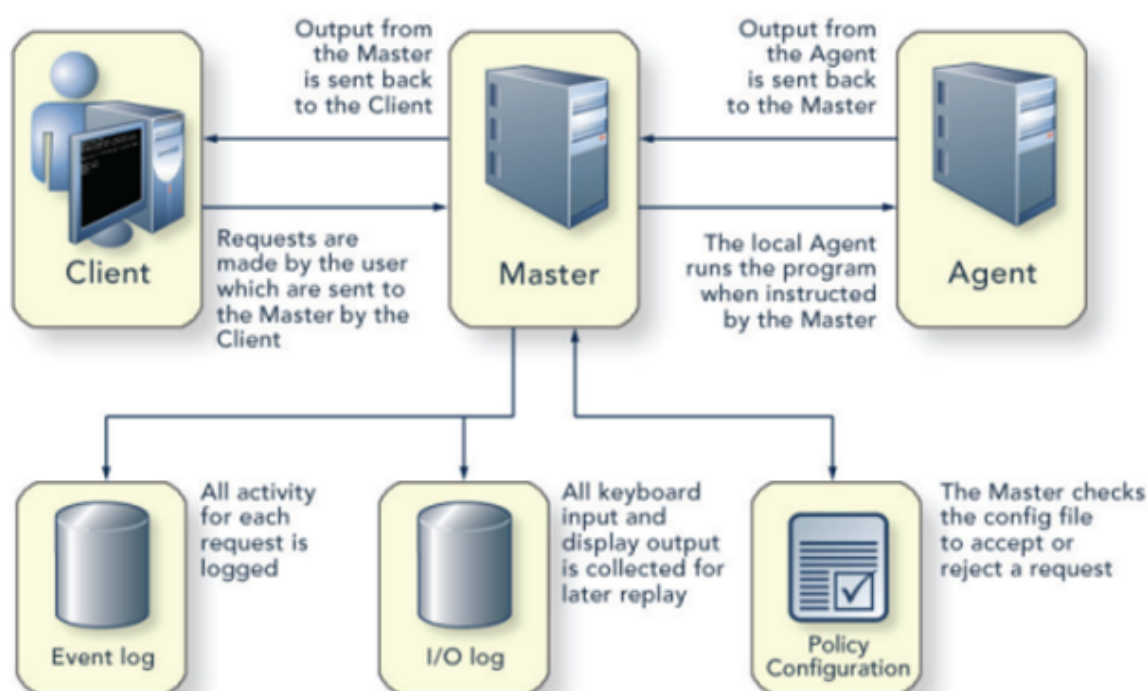 Output from
the Master
is sent back
to the Client
Output from
the Agent
is sent back
to the Master
Client
Requests are
made by the user
which are sent to
the Master by the
Client
Master
The local Agent
runs the program
when instructed
by the Master
Agent
All activity
for each
request is
logged
Event log
All keyboard
input and
display output
is collected for
later replay
I/O log
The Master checks
the config file
to accept or
reject a request
Policy
Configuration